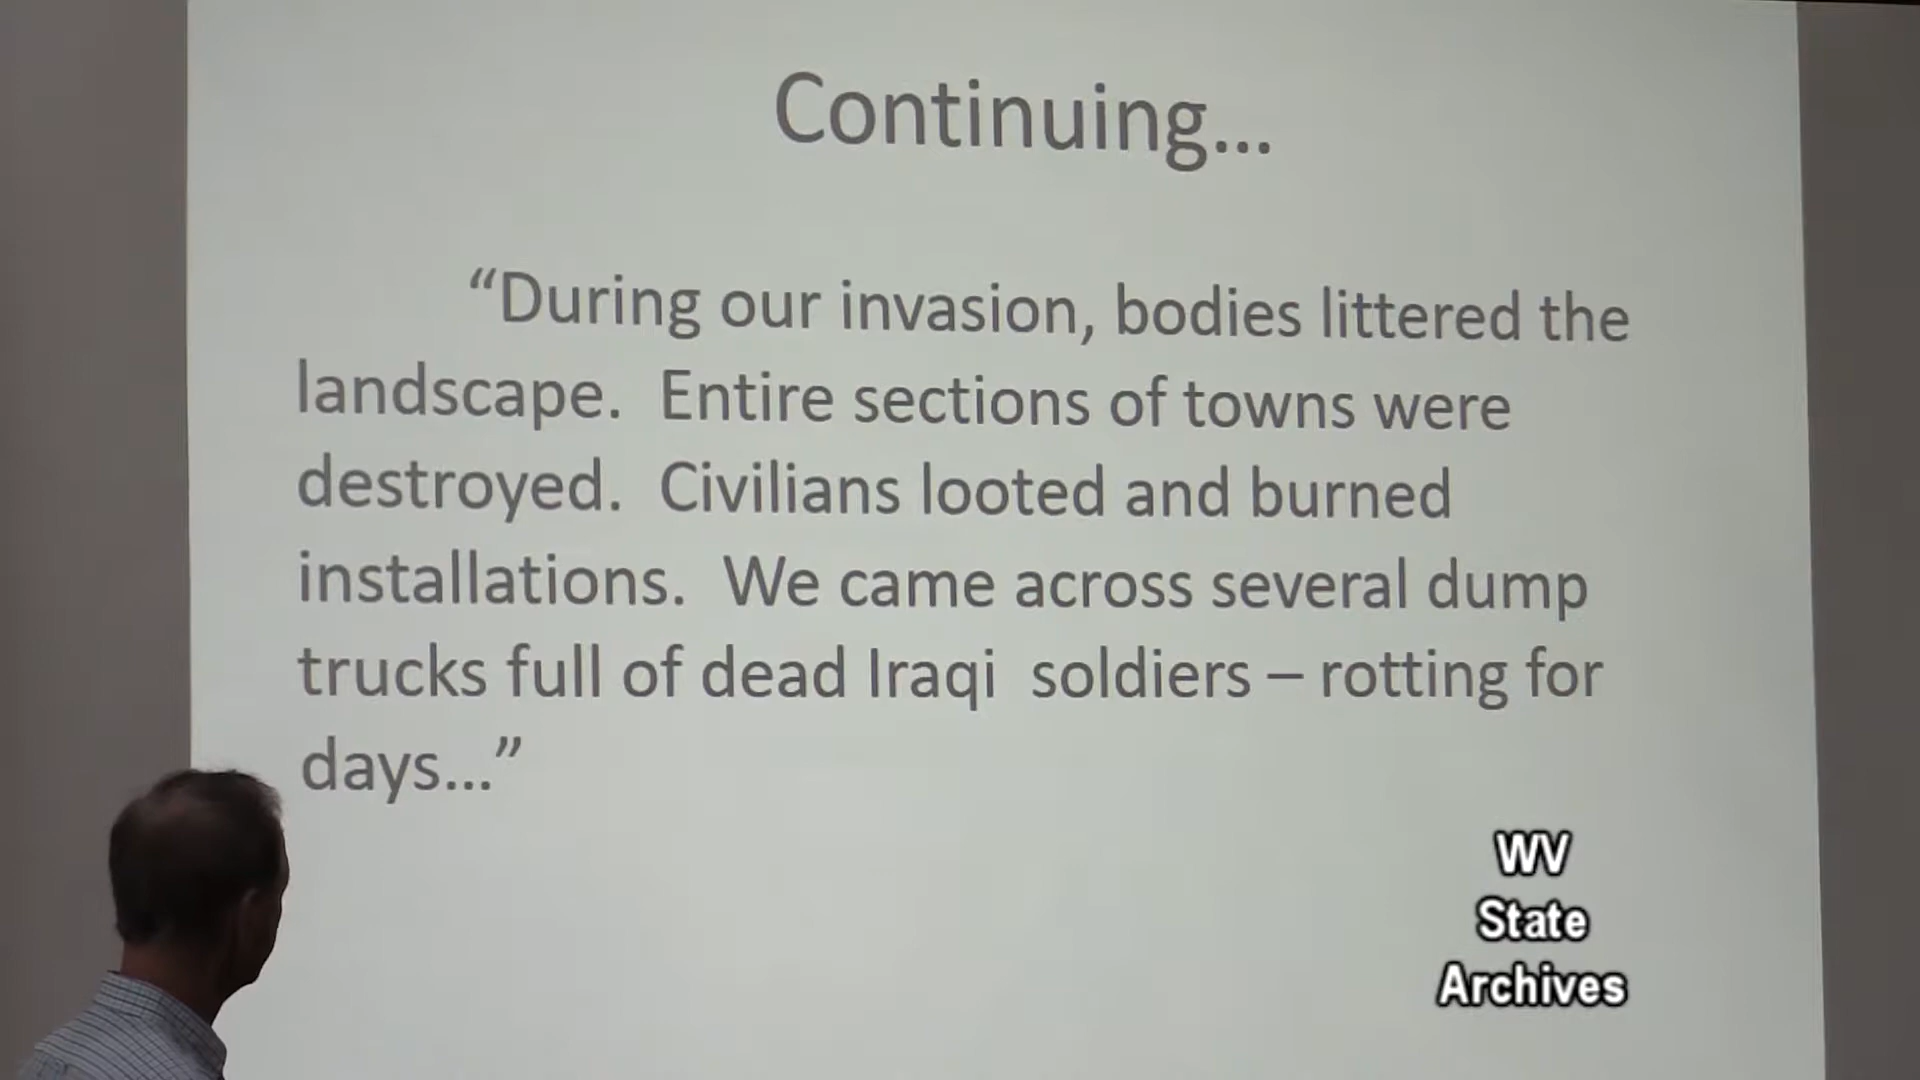 Continuing...
“During our invasion, bodies littered the
landscape.  Entire sections of towns were
destroyed.  Civilians looted and burned
installations.  We came across several dump
trucks full of dead Iraqi  soldiers – rotting for
days...”
WV
State
Archives